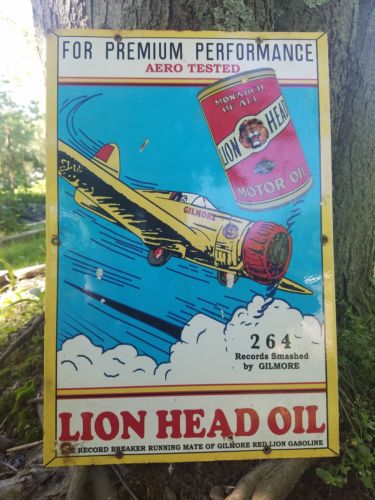 FOR PREMIUM PERFORMANCE
AERO TESTED
MONARCH
OF ALL
LION HEAD
MOTOR OIL
GILMORE
264
Records Smashed
by GILMORE
LION HEAD OIL
THE RECORD BREAKER RUNNING MATE OF GILMORE RED LION GASOLINE